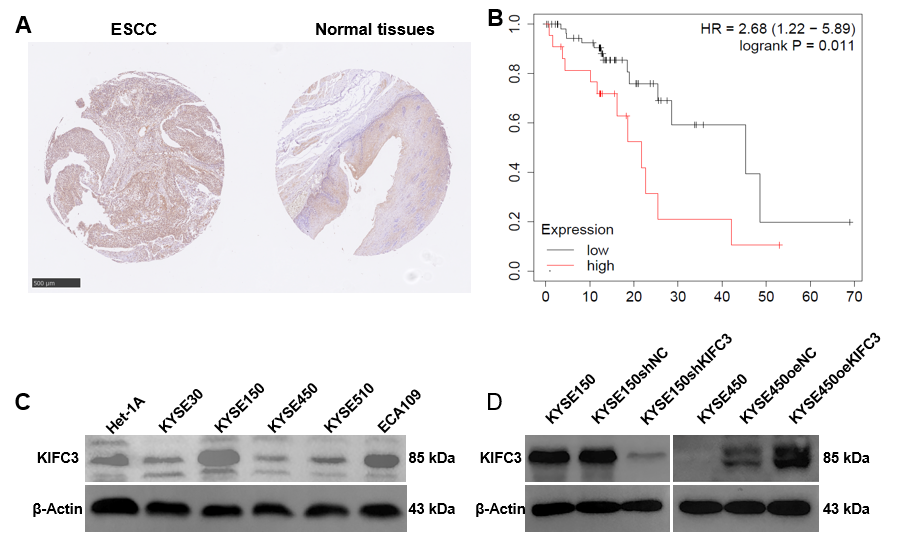 A
ESCC
Normal tissues
500 µm
B
HR = 2.68 (1.22 − 5.89)
logrank P = 0.011
1.0
0.8
0.6
0.4
0.2
0.0
Expression
low
high
0 10 20 30 40 50 60 70
C
Het-1A KYSE30 KYSE150 KYSE450 KYSE510 ECA109
KIFC3 85 kDa
β-Actin 43 kDa
D
KYSE150 KYSE150shNC KYSE150shKIFC3 KYSE450 KYSE450oeNC KYSE450oeKIFC3
KIFC3 85 kDa
β-Actin 43 kDa